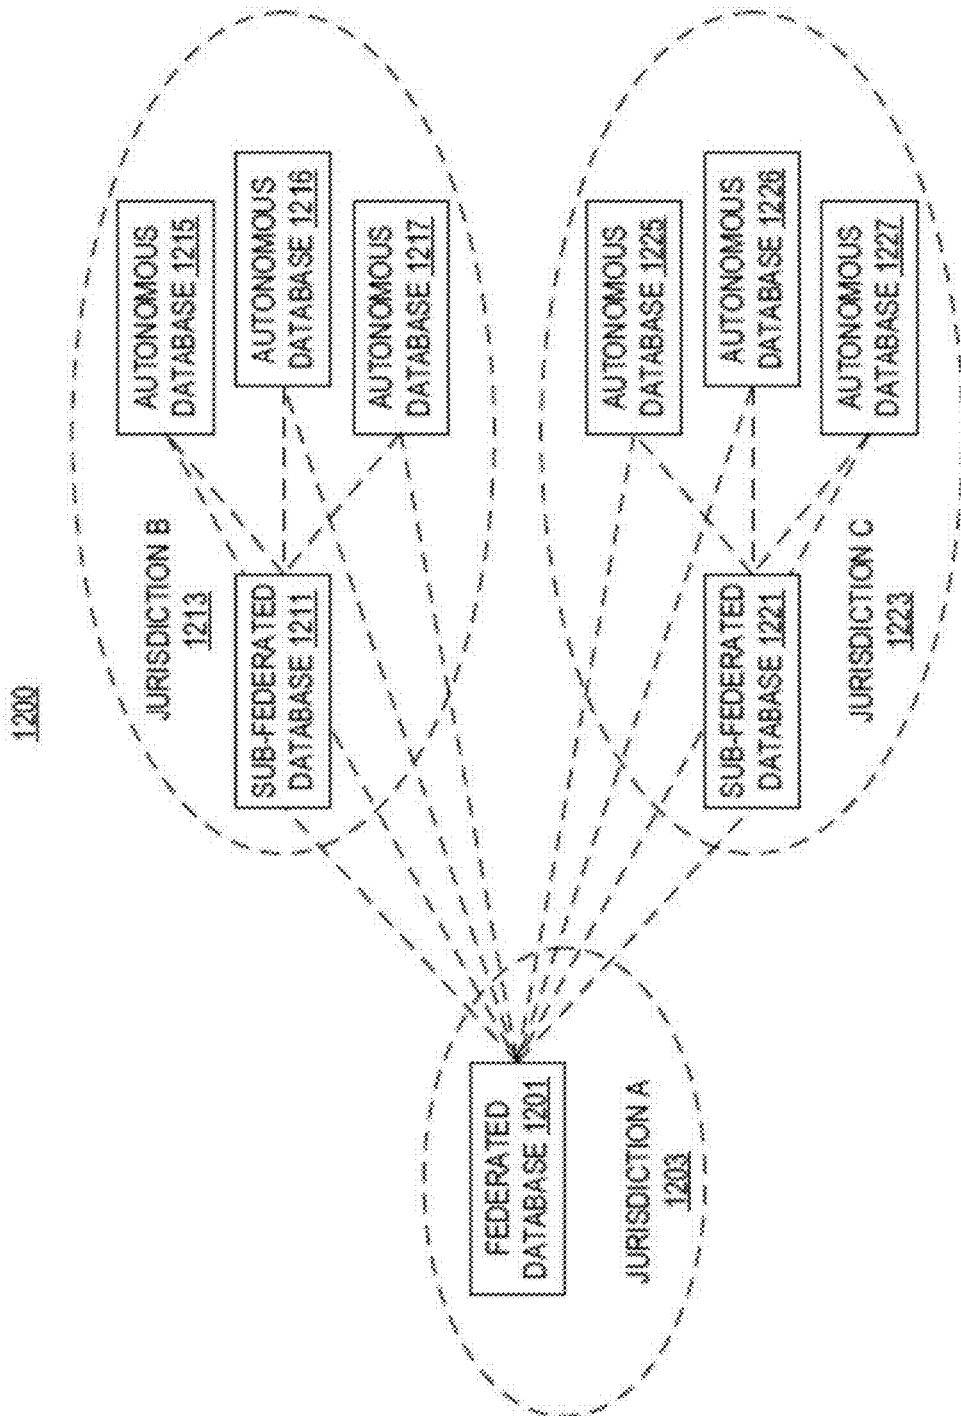 1200
FEDERATED
DATABASE 1201
JURISDICTION A
1203
JURISDICTION B
1213
SUB-FEDERATED
DATABASE 1211
AUTONOMOUS
DATABASE 1215
AUTONOMOUS
DATABASE 1216
AUTONOMOUS
DATABASE 1217
SUB-FEDERATED
DATABASE 1221
JURISDICTION C
1223
AUTONOMOUS
DATABASE 1225
AUTONOMOUS
DATABASE 1226
AUTONOMOUS
DATABASE 1227